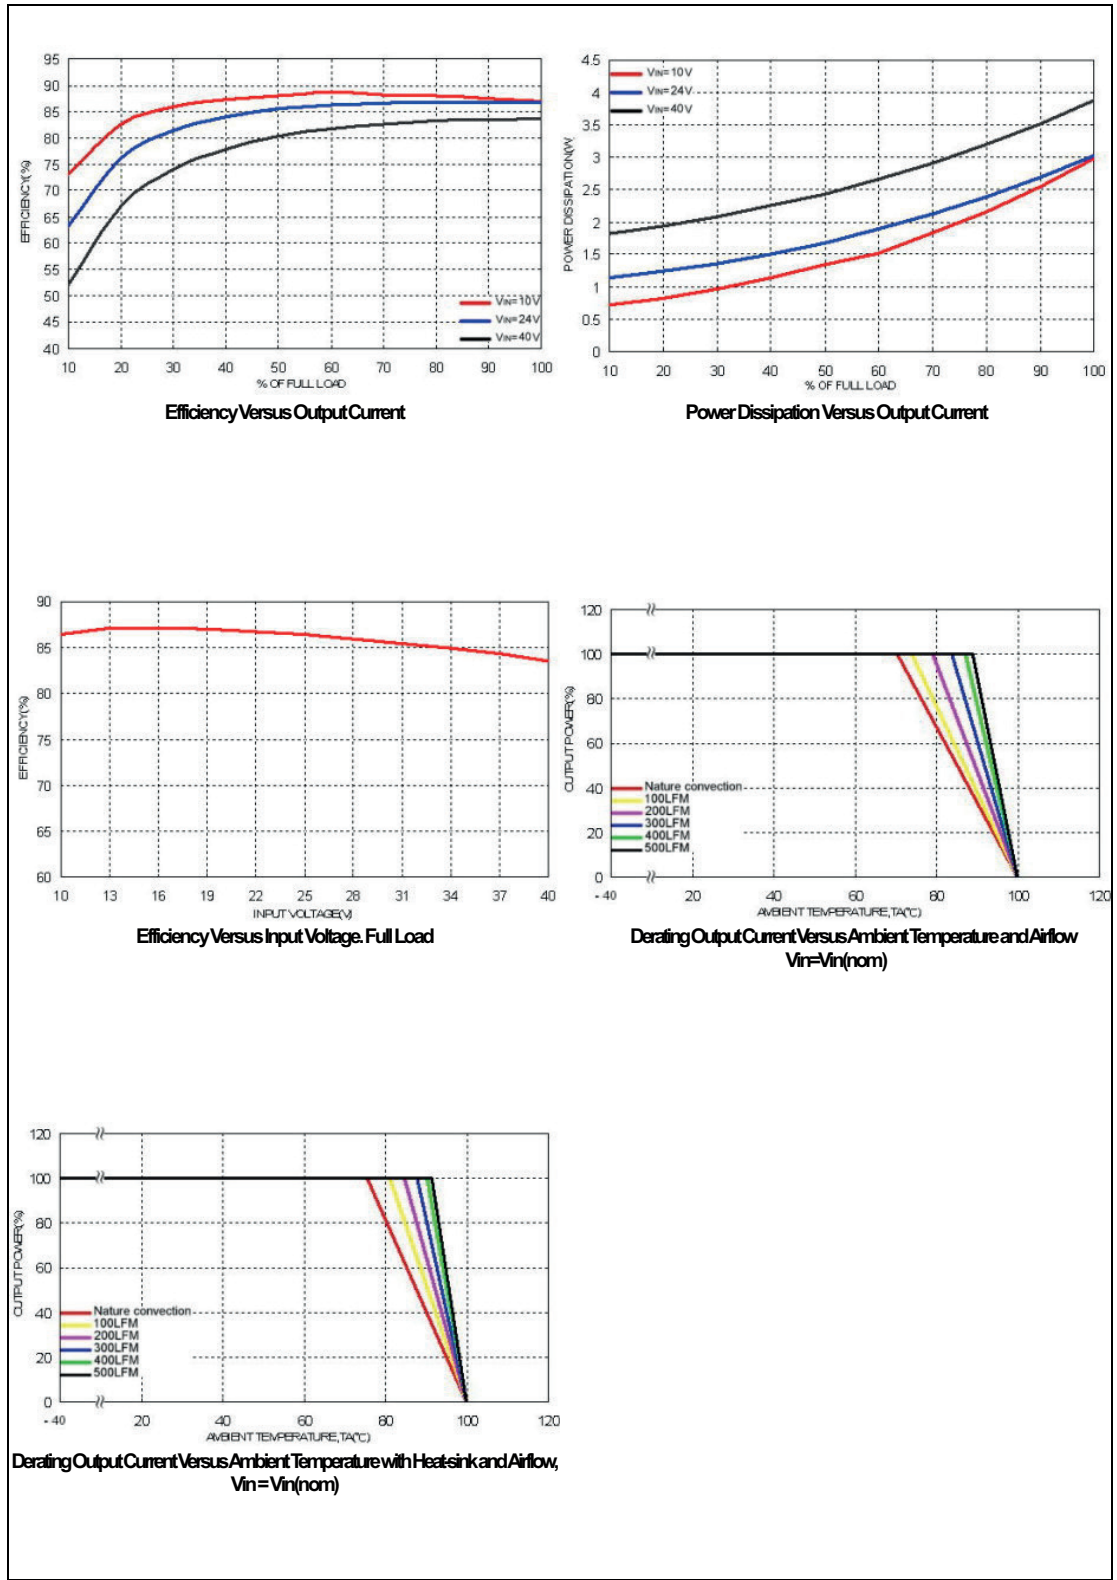 95
90
85
80
75
70
65
60
55
50
45
40
EFFICIENCY(%)
VIN=10V
VIN=24V
VIN=40V
10 20 30 40 50 60 70 80 90 100
% OF FULL LOAD
Efficiency Versus Output Current
4.5
4
3.5
3
2.5
2
1.5
1
0.5
0
POWER DISSIPATION(W
VIN=10V
VIN=24V
VIN=40V
10 20 30 40 50 60 70 80 90 100
% OF FULL LOAD
Power Dissipation Versus Output Current
90
85
80
75
70
65
60
EFFICIENCY(%)
10 13 16 19 22 25 28 31 34 37 40
INPUT VOLTAGE(V)
Efficiency Versus Input Voltage. Full Load
120
100
80
60
40
20
0
OUTPUT POWER(%)
Nature convection
100LFM
200LFM
300LFM
400LFM
500LFM
- 40 20 40 60 80 100 120
AMBIENT TEMPERATURE,TA(℃)
Derating Output Current Versus Ambient Temperature and Airflow
Vin=Vin(nom)
120
100
80
60
40
20
0
OUTPUT POWER(%)
Nature convection
100LFM
200LFM
300LFM
400LFM
500LFM
- 40 20 40 60 80 100 120
AMBIENT TEMPERATURE,TA(℃)
Derating Output Current Versus Ambient Temperature with Heat-sink and Airflow,
Vin = Vin(nom)